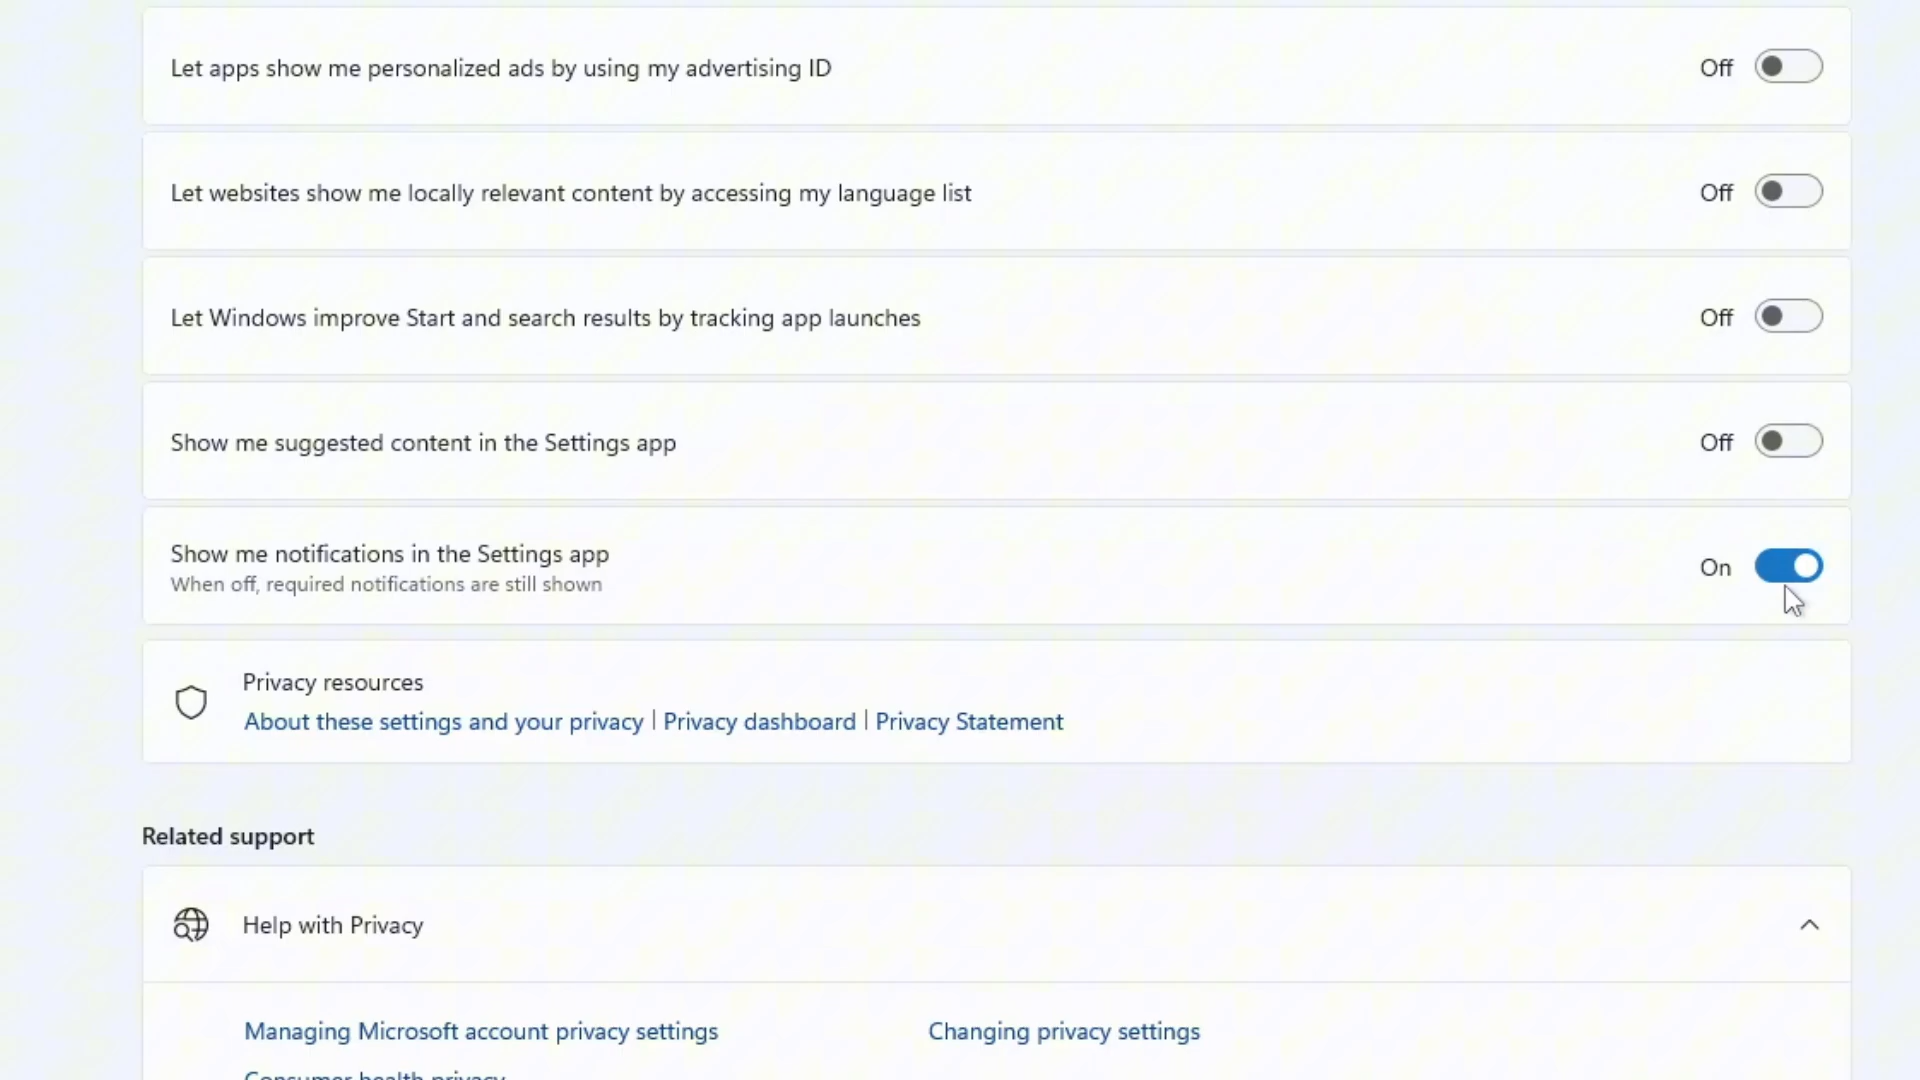 Let apps show me personalized ads by using my advertising ID
Off
Let websites show me locally relevant content by accessing my language list
Off
Let Windows improve Start and search results by tracking app launches
Off
Show me suggested content in the Settings app
Off
Show me notifications in the Settings app
When off, required notifications are still shown
On
Privacy resources
About these settings and your privacy | Privacy dashboard | Privacy Statement
Related support
Help with Privacy
Managing Microsoft account privacy settings
Changing privacy settings
Consumer health privacy